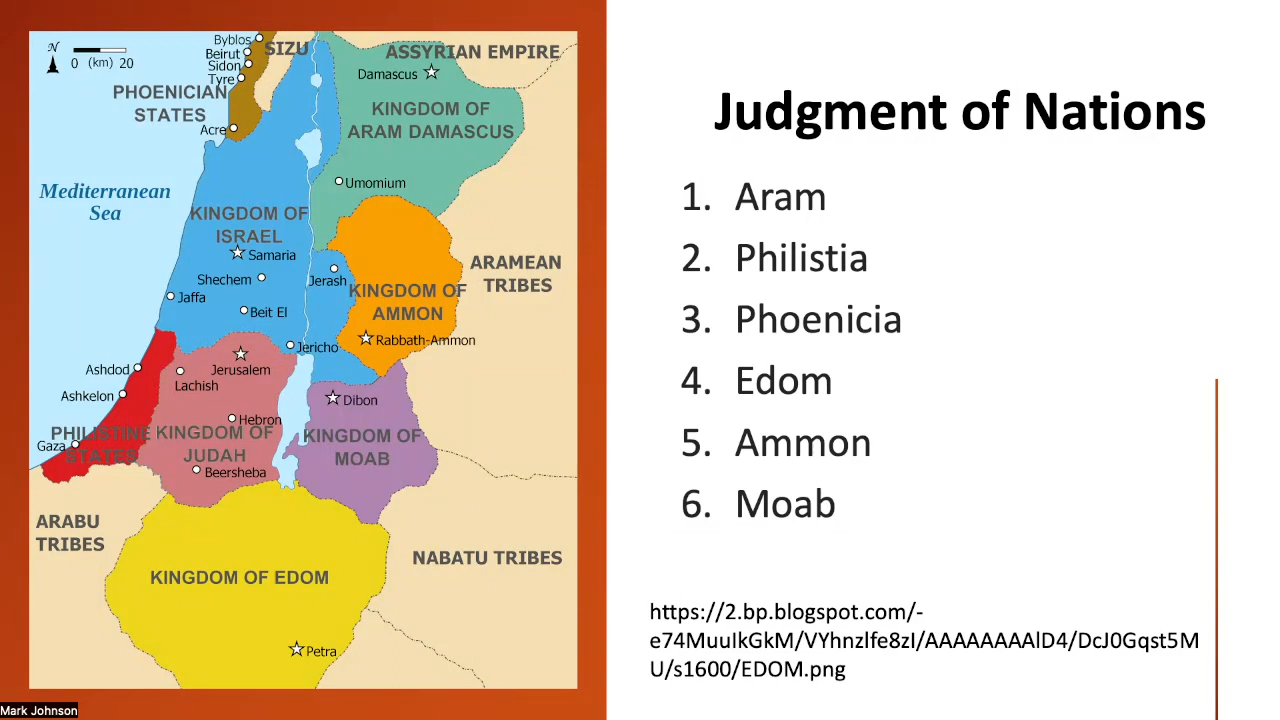 N
0 (km) 20
Byblos
Beirut
Sidon
Tyre
SIZU
ASSYRIAN EMPIRE
Damascus
PHOENICIAN
STATES
KINGDOM OF
ARAM DAMASCUS
Acre
Umomium
Mediterranean
Sea
KINGDOM OF
ISRAEL
Samaria
Shechem
Jerash
Jaffa
Beit El
KINGDOM OF
AMMON
ARAMEAN
TRIBES
Jericho
Rabbath-Ammon
Ashdod
Jerusalem
Lachish
Ashkelon
Dibon
Hebron
Gaza
PHILISTINE
STATES
KINGDOM OF
JUDAH
KINGDOM OF
MOAB
Beersheba
ARABU
TRIBES
NABATU TRIBES
KINGDOM OF EDOM
Petra
Mark Johnson
Judgment of Nations
1. Aram
2. Philistia
3. Phoenicia
4. Edom
5. Ammon
6. Moab
https://2.bp.blogspot.com/-
e74MuuIkGkM/VYhnzlfe8zI/AAAAAAAAlD4/DcJ0Gqst5M
U/s1600/EDOM.png